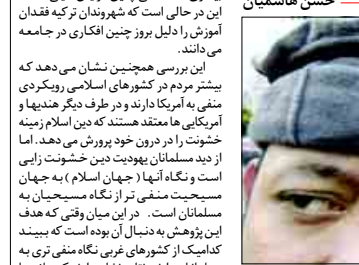 حسن هاشمیان
این در حالی است که شهروندان ترکیه فقدان
آموزش را دلیل بروز چنین افکاری در جامعه
می دانند.
این بررسی همچنین نشان می دهد که
بیشتر مردم در کشورهای اسلامی رویکردی
منفی به آمریکا دارند و در طرف دیگر هندیها و
آمریکایی ها معتقد هستند که دین اسلام زمینه
خشونت را در درون خود پرورش می دهد. اما
از دید مسلمانان یهودیت دین خشونت زایی
است و نگاه آنها (جهان اسلام) به جهان
مسیحیت منفی تر از نگاه مسیحیان به
مسلمانان است. در این میان وقتی که هدف
این پژوهش به دنبال آن بوده است که ببیند
کدامیک از کشورهای غربی نگاه منفی تری به